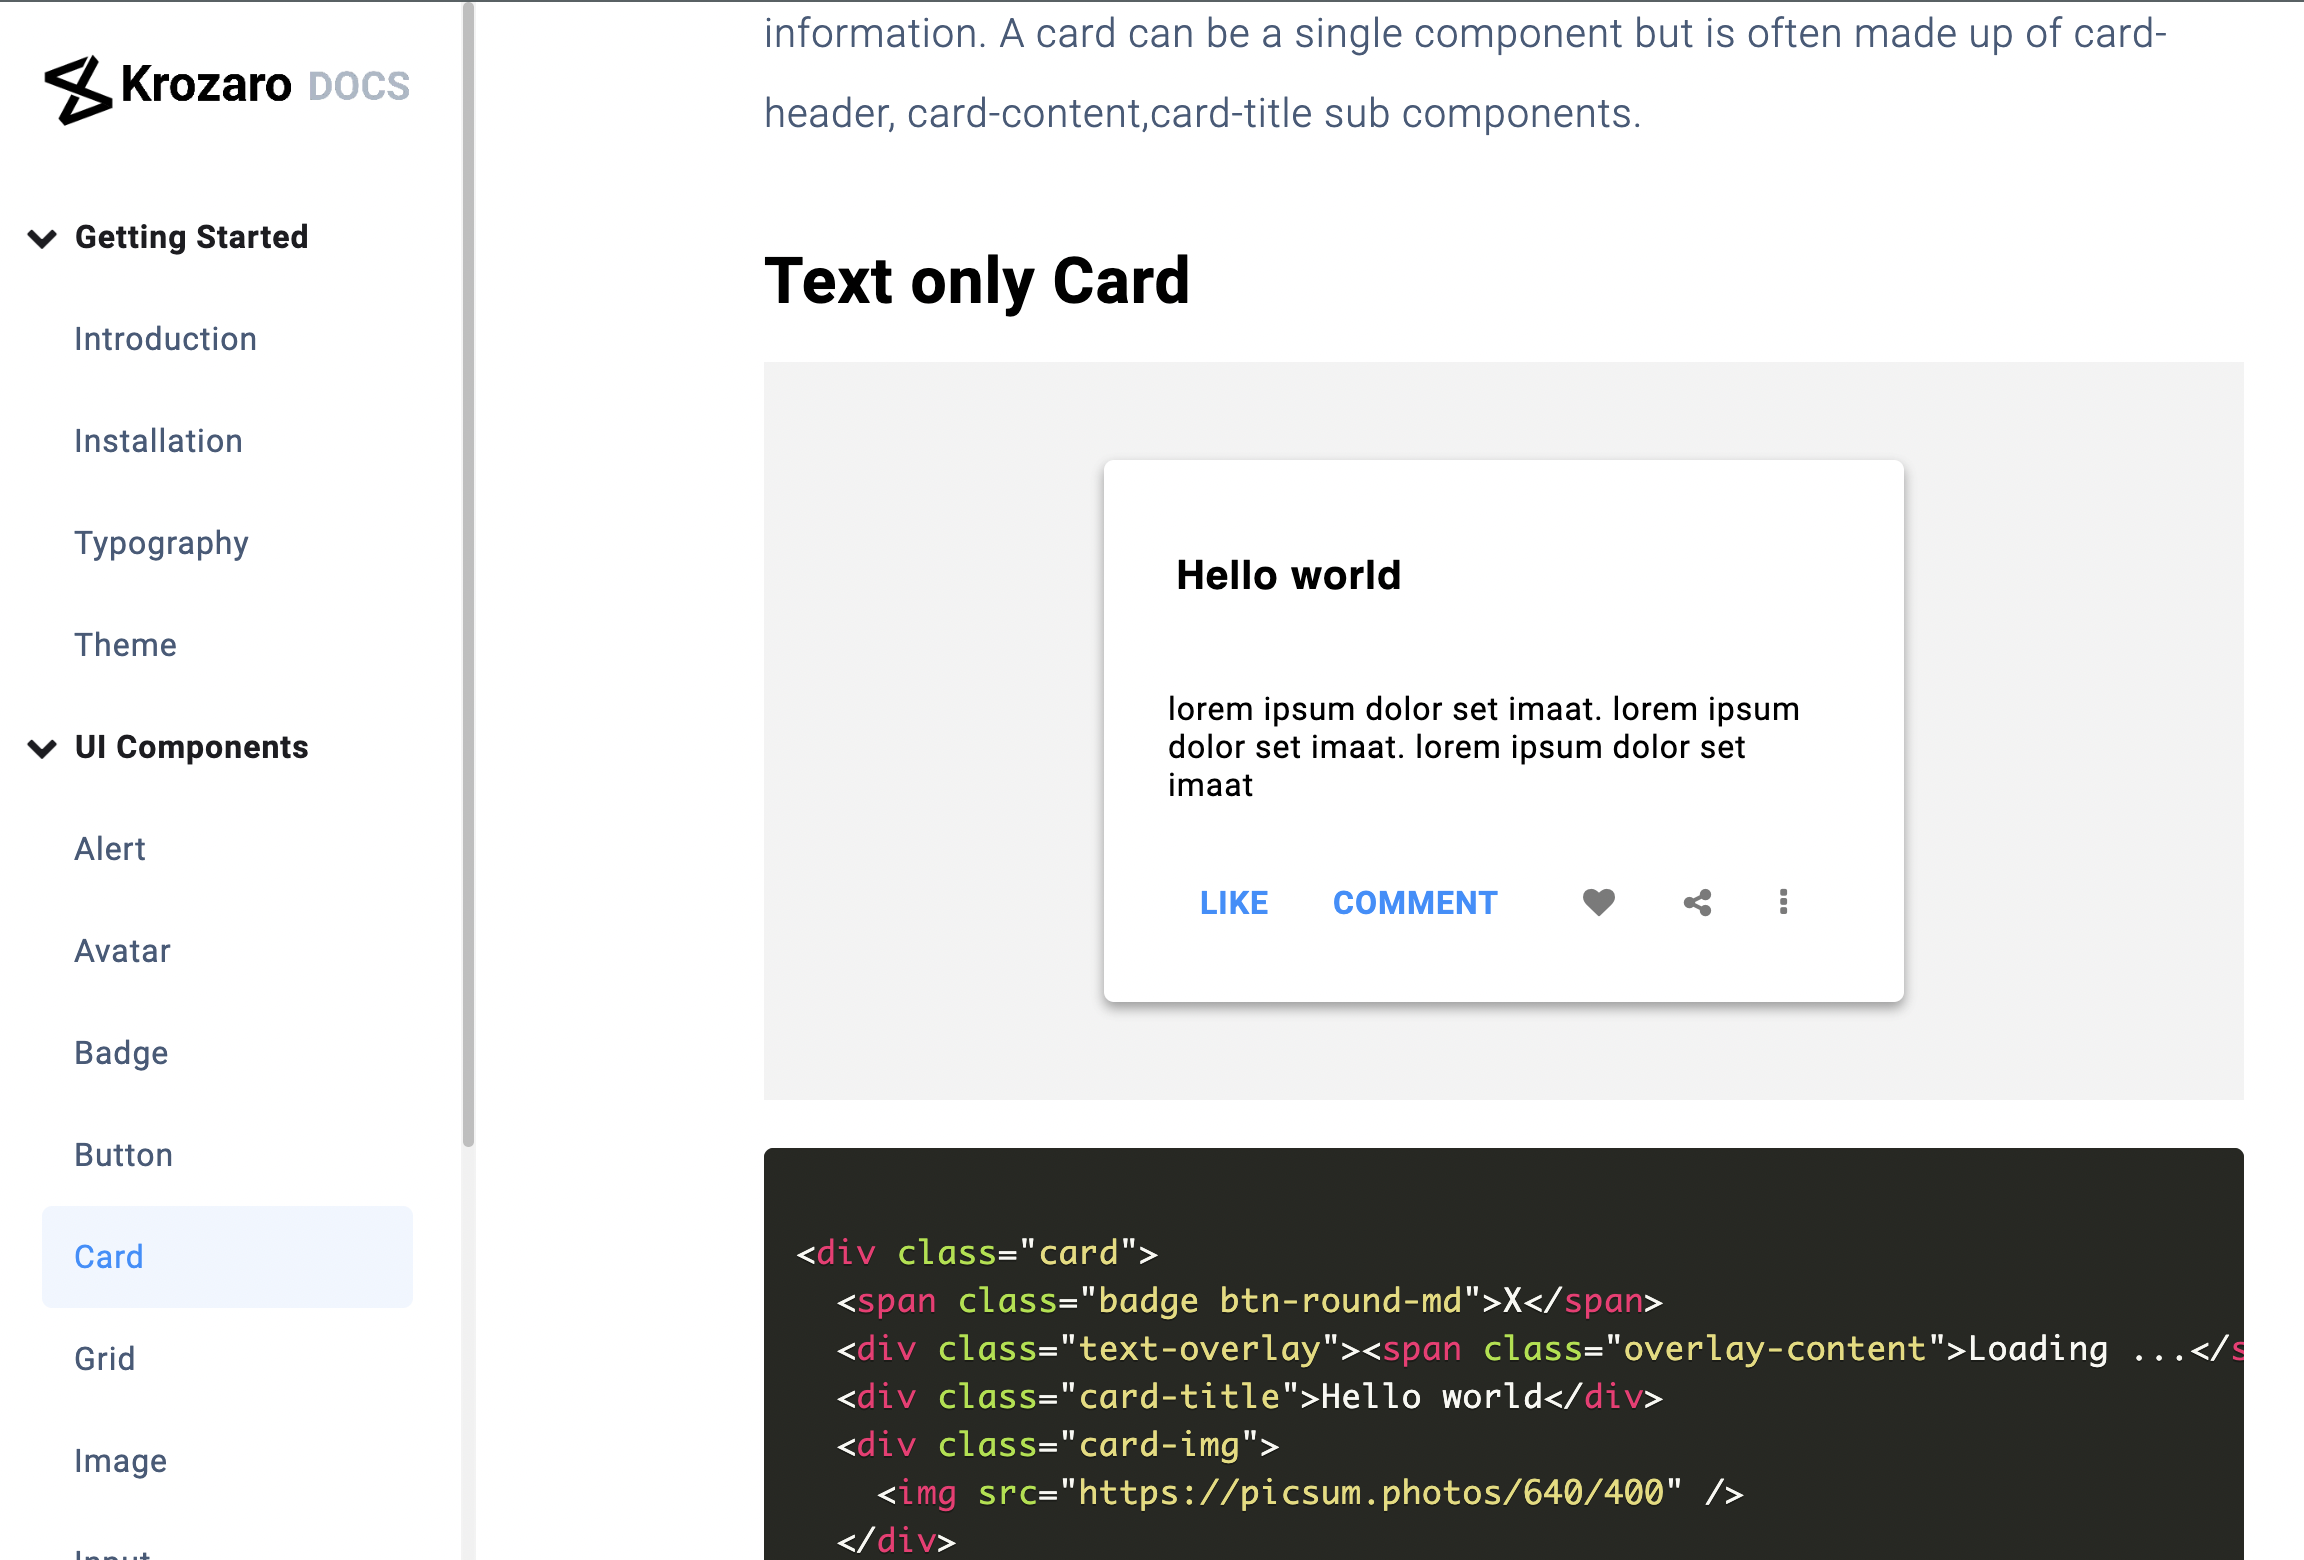 Krozaro DOCS
Getting Started
Introduction
Installation
Typography
Theme
UI Components
Alert
Avatar
Badge
Button
Card
Grid
Image
information. A card can be a single component but is often made up of card-
header, card-content,card-title sub components.
Text only Card
Hello world
lorem ipsum dolor set imaat. lorem ipsum
dolor set imaat. lorem ipsum dolor set
imaat
LIKE COMMENT
<div class="card">
  <span class="badge btn-round-md">X</span>
  <div class="text-overlay"><span class="overlay-content">Loading ...</s
  <div class="card-title">Hello world</div>
  <div class="card-img">
    <img src="https://picsum.photos/640/400" />
  </div>